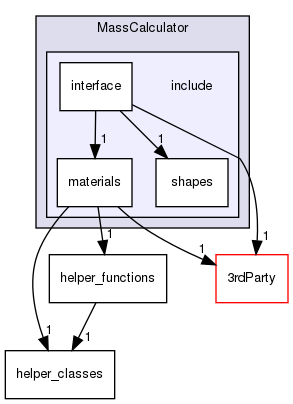 MassCalculator
interface
include
1
1
materials
shapes
1
1
1
helper_functions
3rdParty
1
1
helper_classes